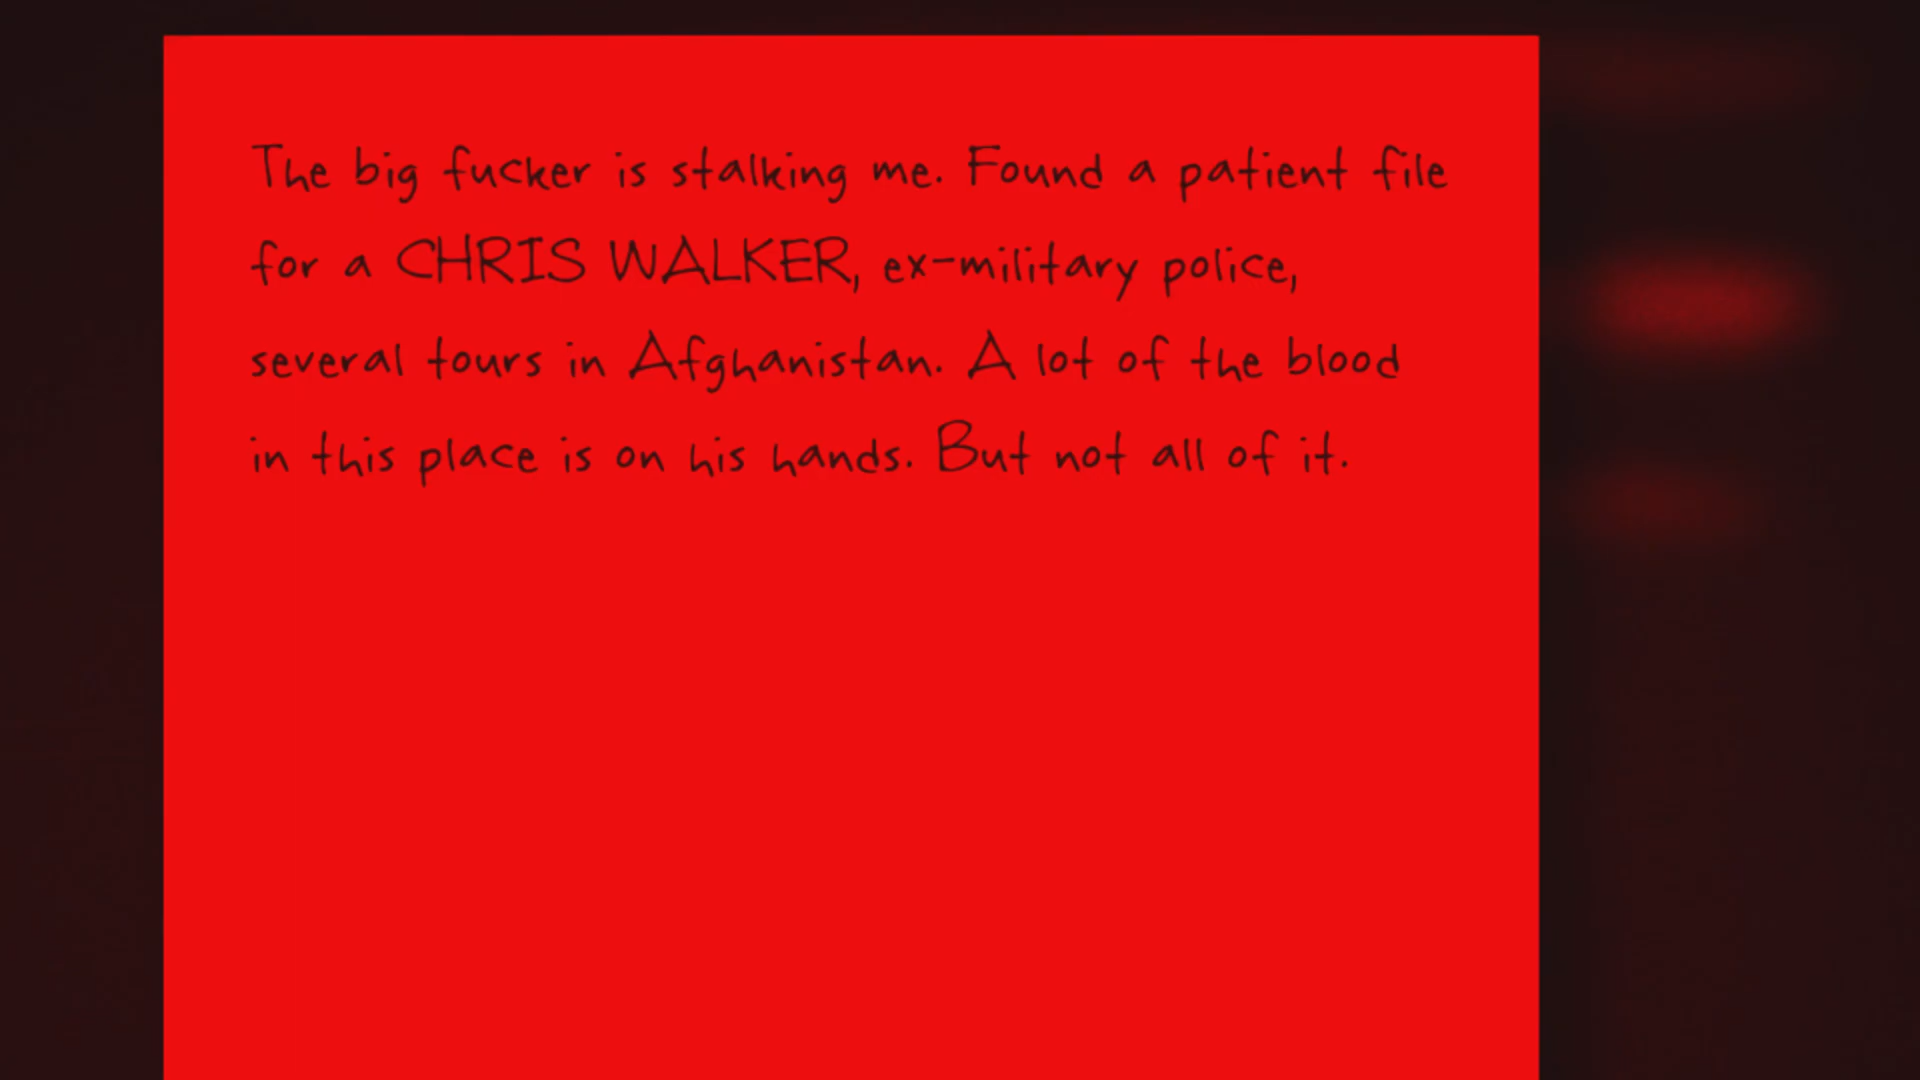 The big fucker is stalking me. Found a patient file
for a CHRIS WALKER, ex-military police,
several tours in Afghanistan. A lot of the blood
in this place is on his hands. But not all of it.